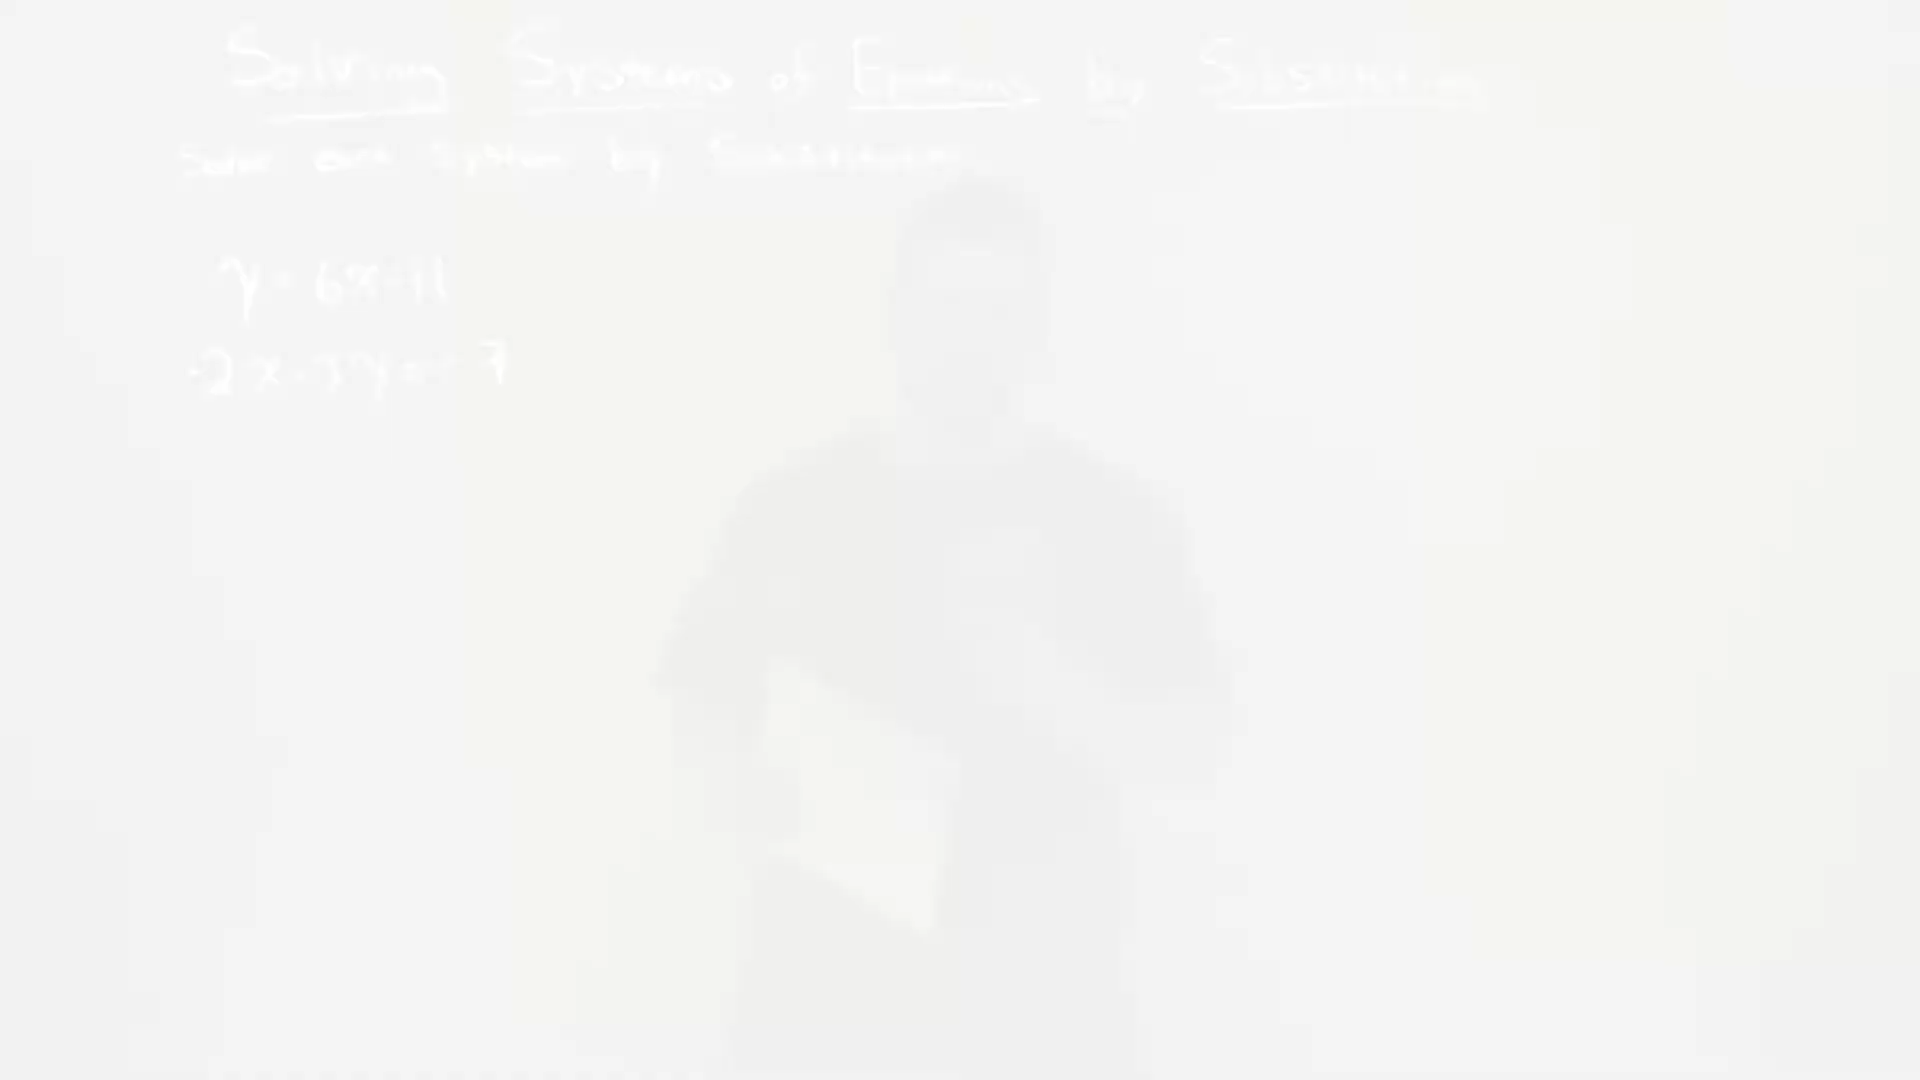 Solving Systems of Equations by Substitution
Solve each system by Substitution
y = 6x - 11
-2x - 3y = -7